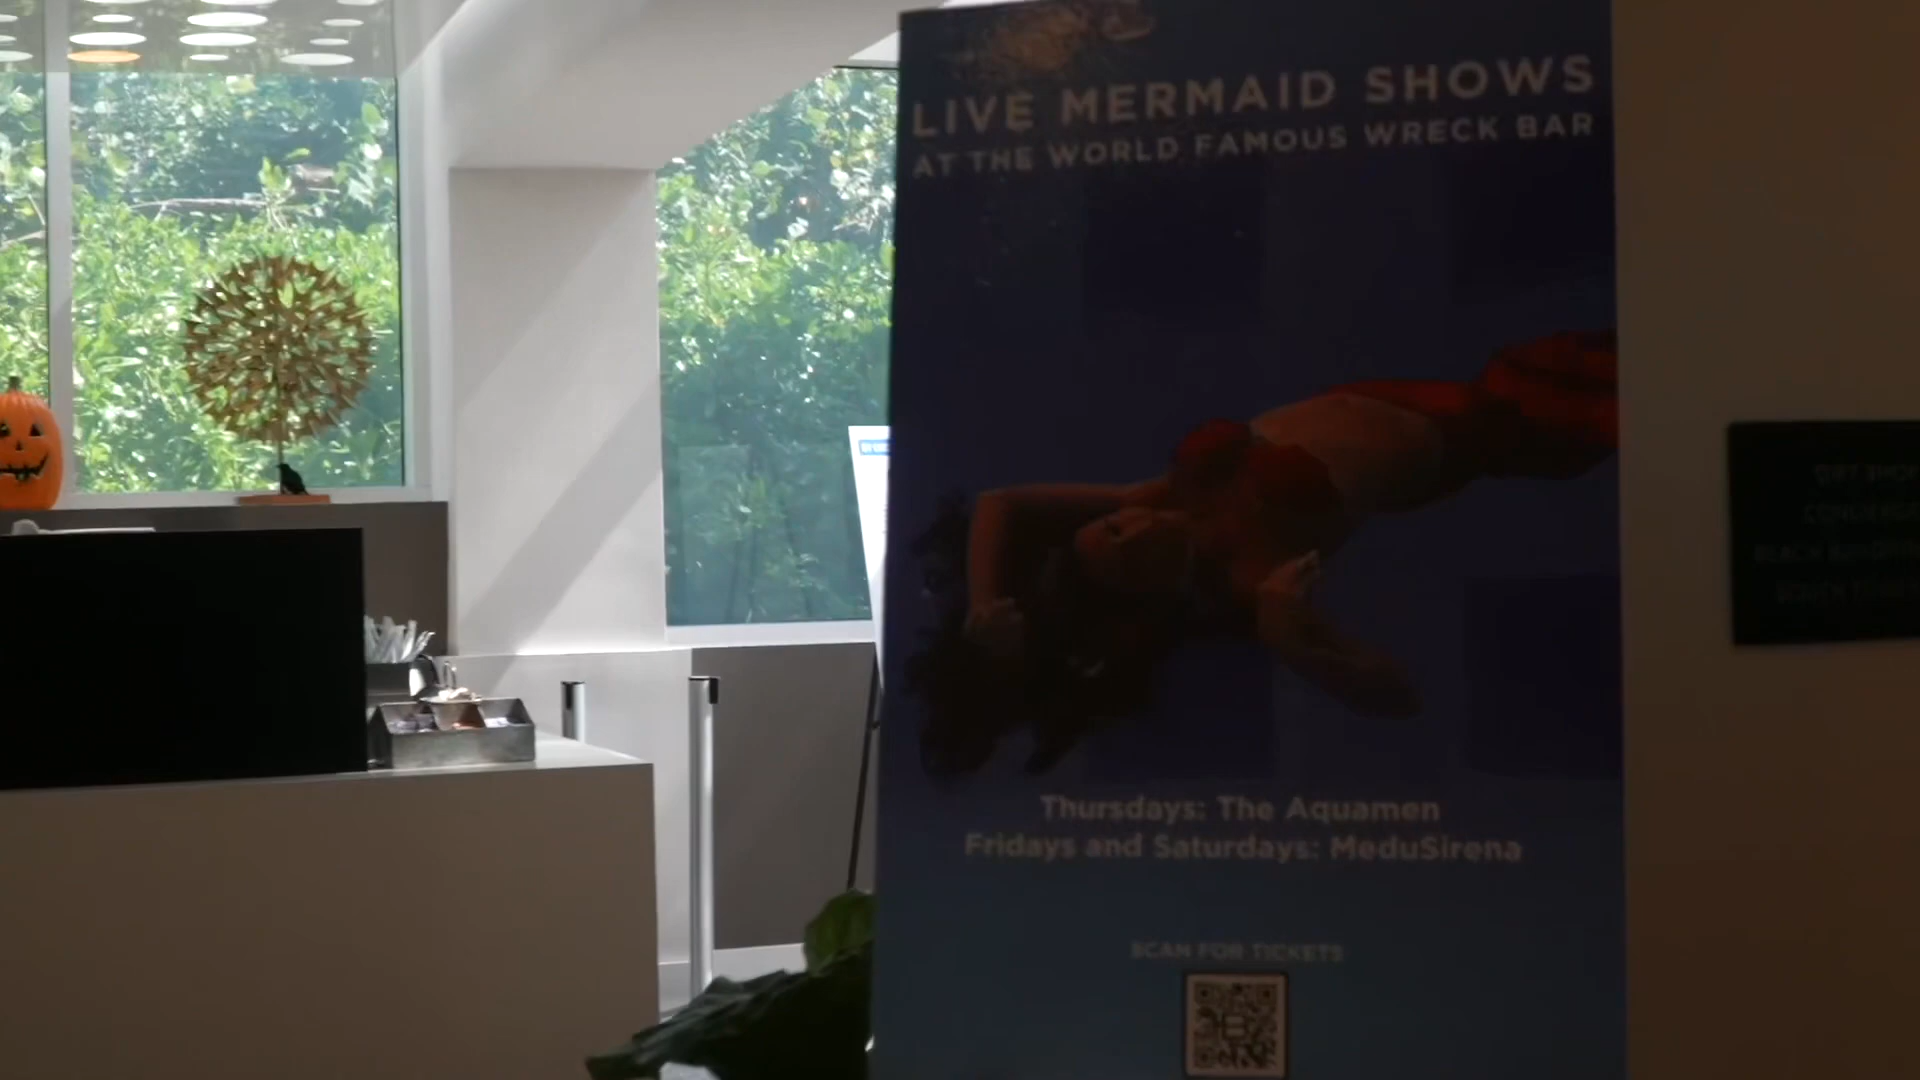 LIVE MERMAID SHOWS
AT THE WORLD FAMOUS WRECK BAR
Thursdays: The Aquamen
Fridays and Saturdays: MeduSirena
SCAN FOR TICKETS